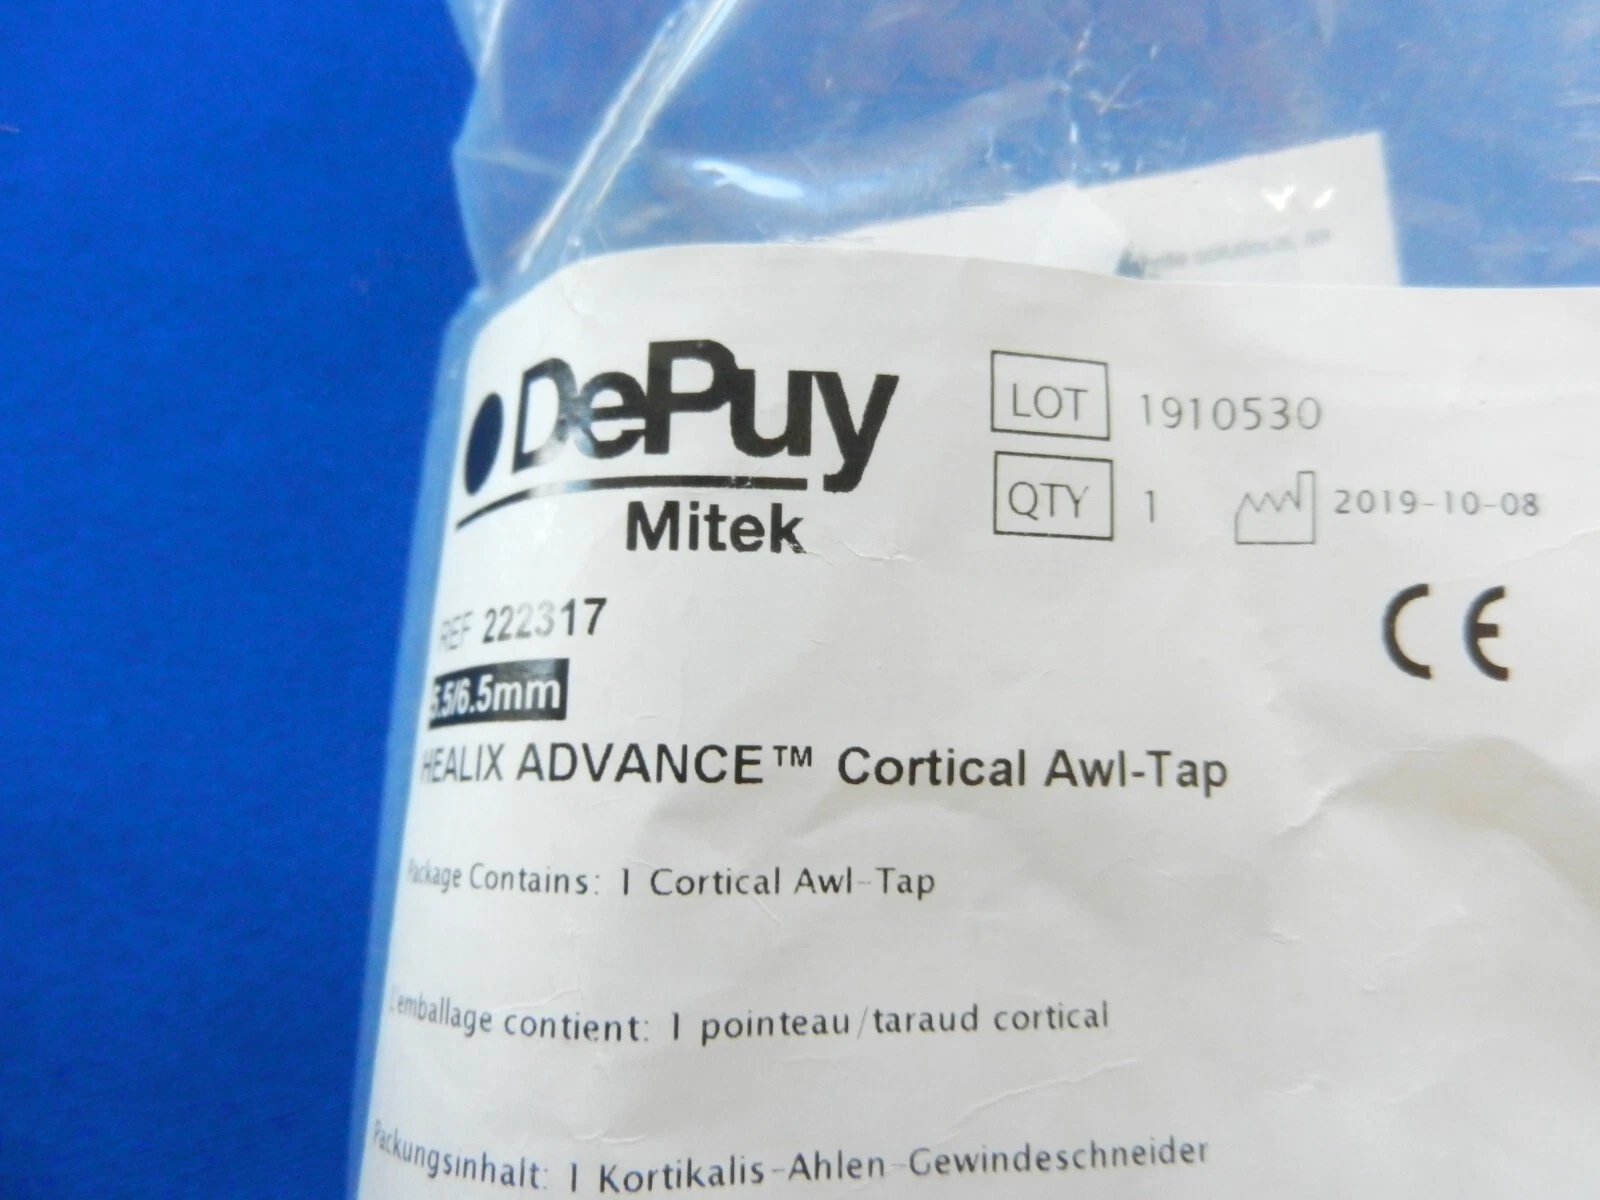 DePuy
Mitek
LOT 1910530
QTY 1 2019-10-08
CE
REF 222317
5.5/6.5mm
HEALIX ADVANCE™ Cortical Awl-Tap
Package Contains: 1 Cortical Awl-Tap
L'emballage contient: 1 pointeau/taraud cortical
Packungsinhalt: 1 Kortikalis-Ahlen-Gewindeschneider